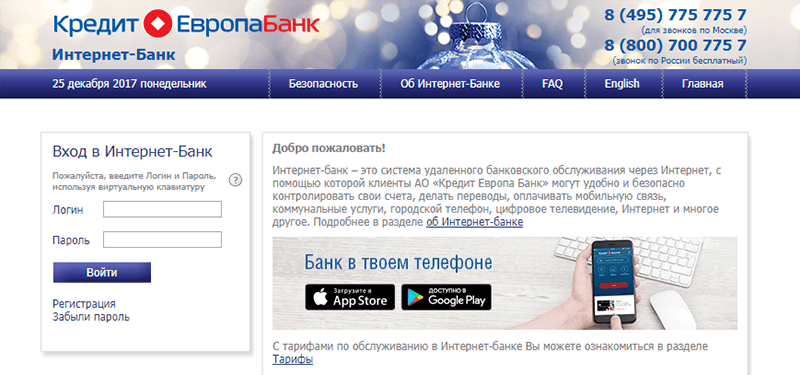 Кредит ЕвропаБанк
Интернет-Банк
8 (495) 775 775 7
(для звонков по Москве)
8 (800) 700 775 7
(звонок по России бесплатный)
25 декабря 2017 понедельник
Безопасность
Об Интернет-Банке
FAQ
English
Главная
Вход в Интернет-Банк
Пожалуйста, введите Логин и Пароль,
используя виртуальную клавиатуру
?
Логин
Пароль
Войти
Регистрация
Забыли пароль
Добро пожаловать!
Интернет-банк – это система удаленного банковского обслуживания через Интернет, с
помощью которой клиенты АО «Кредит Европа Банк» могут удобно и безопасно
контролировать свои счета, делать переводы, оплачивать мобильную связь,
коммунальные услуги, городской телефон, цифровое телевидение, Интернет и многое
другое. Подробнее в разделе об Интернет-банке
Банк в твоем телефоне
Загрузите в
App Store
ДОСТУПНО В
Google Play
С тарифами по обслуживанию в Интернет-банке Вы можете ознакомиться в разделе
Тарифы